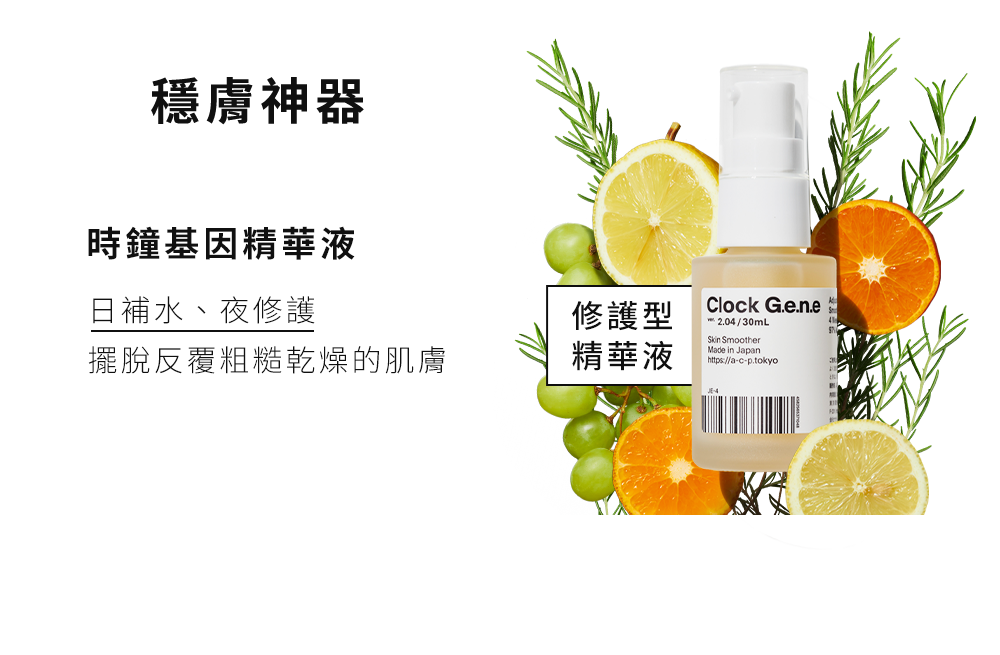 穩膚神器
時鐘基因精華液
日補水、夜修護
擺脫反覆粗糙乾燥的肌膚
修護型
精華液
Clock G.e.n.e
ver. 2.04 / 30mL
Skin Smoother
Made in Japan
https://a-c-p.tokyo
JE-4